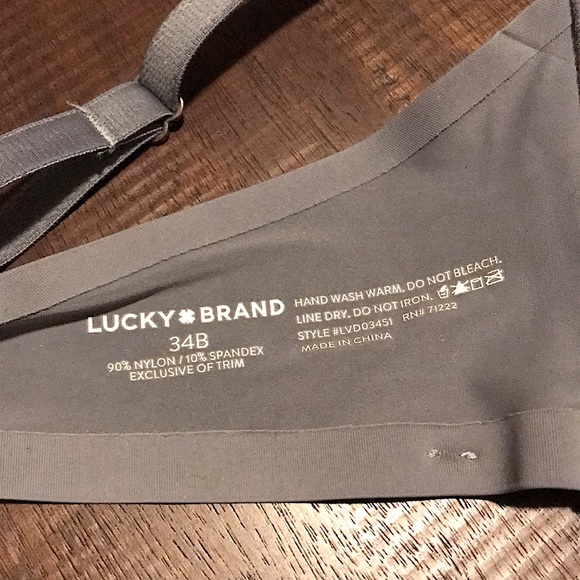 LUCKY BRAND
34B
90% NYLON / 10% SPANDEX
EXCLUSIVE OF TRIM
HAND WASH WARM. DO NOT BLEACH.
LINE DRY. DO NOT IRON.
STYLE #LVD03451 RN# 71222
MADE IN CHINA